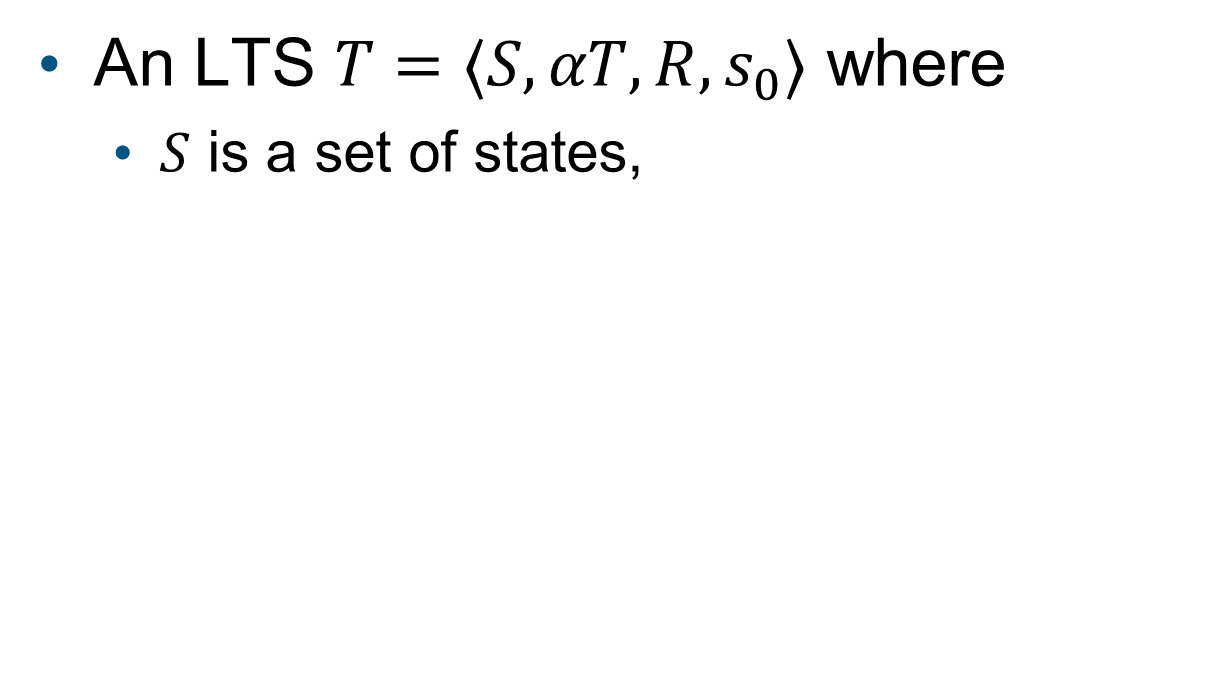 • An LTS 𝑇 = ⟨𝑆, 𝛼𝑇, 𝑅, 𝑠₀⟩ where
• 𝑆 is a set of states,